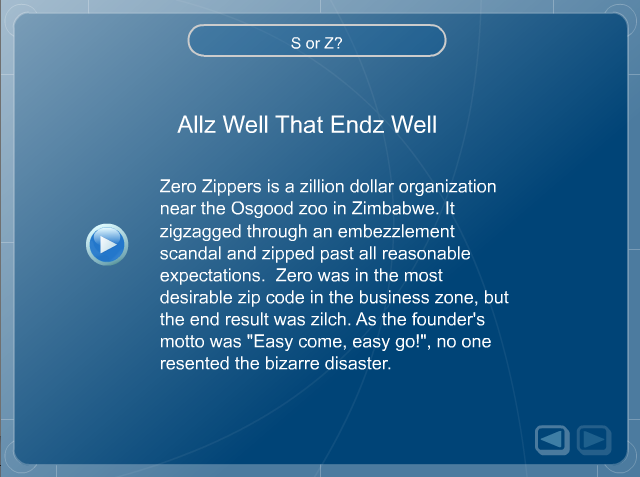 S or Z?
Allz Well That Endz Well
Zero Zippers is a zillion dollar organization
near the Osgood zoo in Zimbabwe. It
zigzagged through an embezzlement
scandal and zipped past all reasonable
expectations.  Zero was in the most
desirable zip code in the business zone, but
the end result was zilch. As the founder's
motto was "Easy come, easy go!", no one
resented the bizarre disaster.